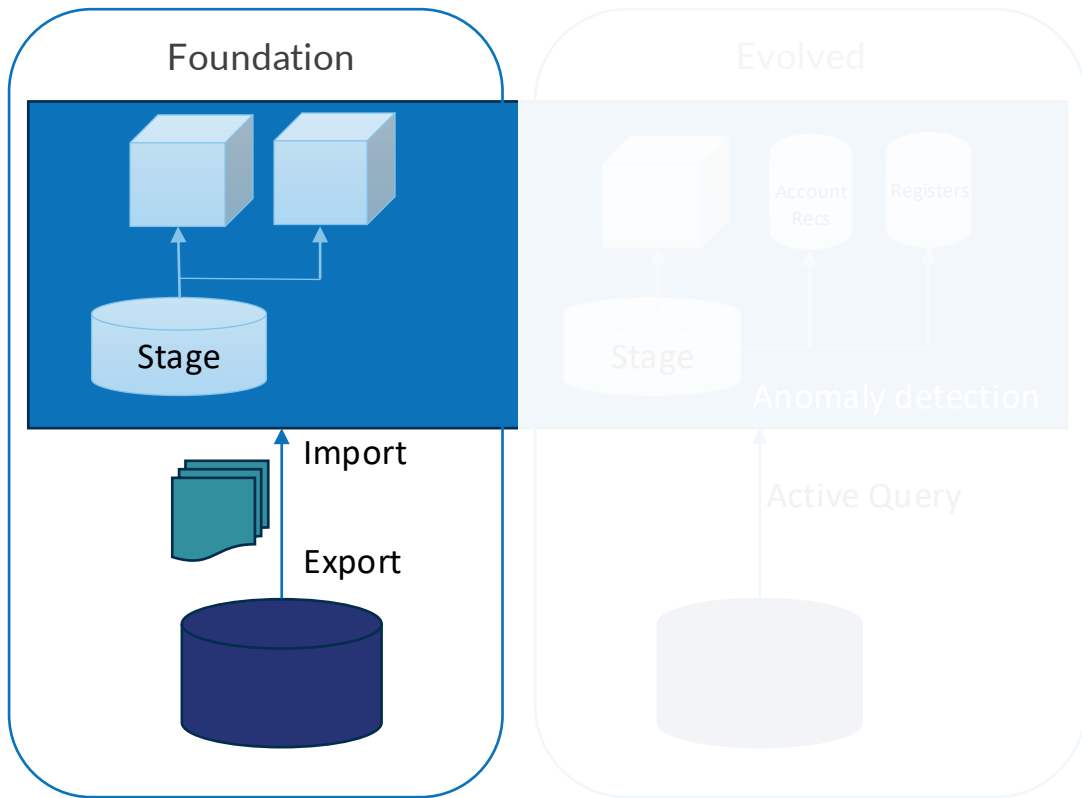 Foundation
Stage
Import
Export
Evolved
Account
Recs
Registers
Stage
Anomaly detection
Active Query